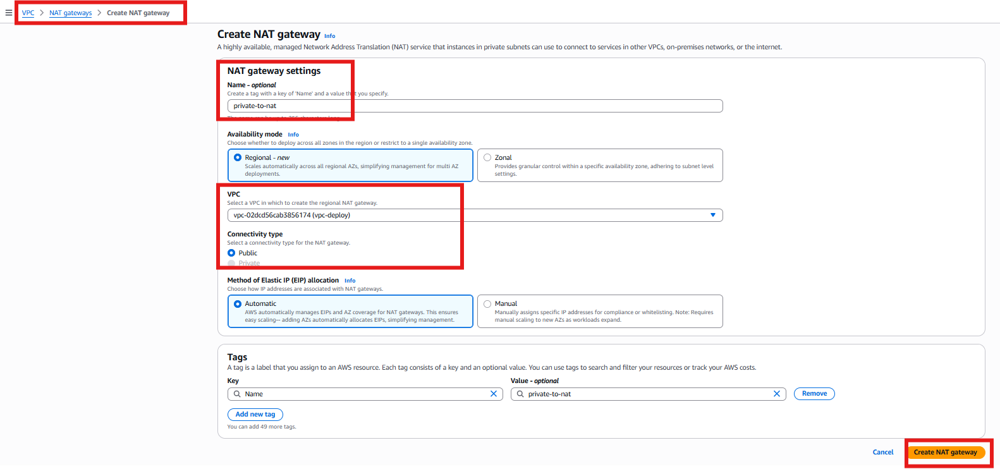 VPC > NAT gateways > Create NAT gateway
Create NAT gateway Info
A highly available, managed Network Address Translation (NAT) service that instances in private subnets can use to connect to services in other VPCs, on-premises networks, or the internet.
NAT gateway settings
Name - optional
Create a tag with a key of 'Name' and a value that you specify.
private-to-nat
The name can be up to 256 characters long.
Availability mode Info
Choose whether to deploy across all zones in the region or restrict to a single availability zone.
Regional - new
Scales automatically across all regional AZs, simplifying management for multi AZ
deployments.
Zonal
Provides granular control within a specific availability zone, adhering to subnet level
settings.
VPC
Select a VPC in which to create the regional NAT gateway.
vpc-02dcd56cab3856174 (vpc-deploy)
Connectivity type
Select a connectivity type for the NAT gateway.
Public
Private
Method of Elastic IP (EIP) allocation Info
Choose how IP addresses are associated with NAT gateways.
Automatic
AWS automatically manages EIPs and AZ coverage for NAT gateways. This ensures
easy scaling-- adding AZs automatically allocates EIPs, simplifying management.
Manual
Manually assigns specific IP addresses for compliance or whitelisting. Note: Requires
manual scaling to new AZs as workloads expand.
Tags
A tag is a label that you assign to an AWS resource. Each tag consists of a key and an optional value. You can use tags to search and filter your resources or track your AWS costs.
Key
Value - optional
Name
private-to-nat
Remove
Add new tag
You can add 49 more tags.
Cancel
Create NAT gateway